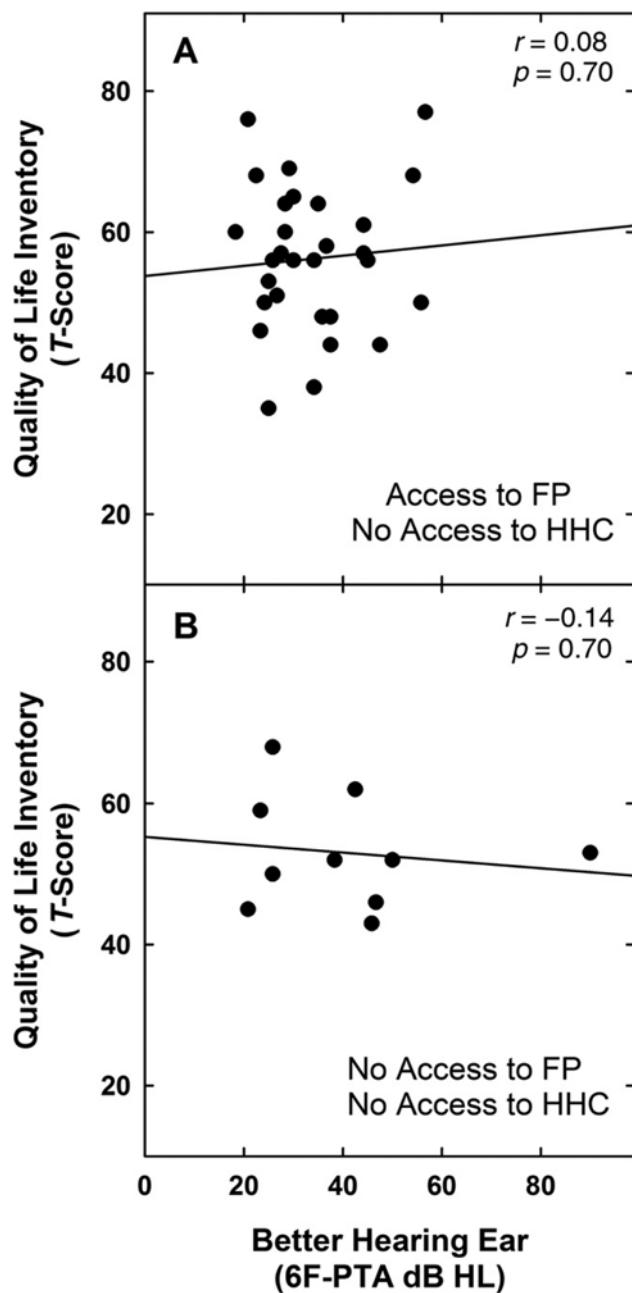 A
r = 0.08
p = 0.70
80
60
40
20
Quality of Life Inventory
(T-Score)
Access to FP
No Access to HHC
B
r = −0.14
p = 0.70
80
60
40
20
Quality of Life Inventory
(T-Score)
No Access to FP
No Access to HHC
0 20 40 60 80
Better Hearing Ear
(6F-PTA dB HL)